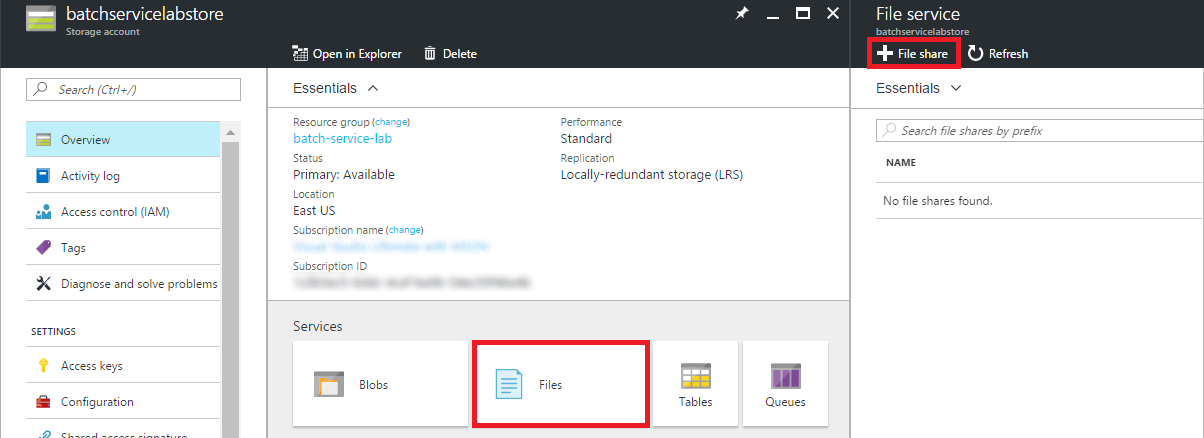 batchservicelabstore
Storage account
Open in Explorer
Delete
Search (Ctrl+/)
Overview
Activity log
Access control (IAM)
Tags
Diagnose and solve problems
SETTINGS
Access keys
Configuration
Shared access signature
Essentials
Resource group (change)
batch-service-lab
Status
Primary: Available
Location
East US
Subscription name (change)
Subscription ID
Performance
Standard
Replication
Locally-redundant storage (LRS)
Services
Blobs
Files
Tables
Queues
File service
batchservicelabstore
File share
Refresh
Essentials
Search file shares by prefix
NAME
No file shares found.